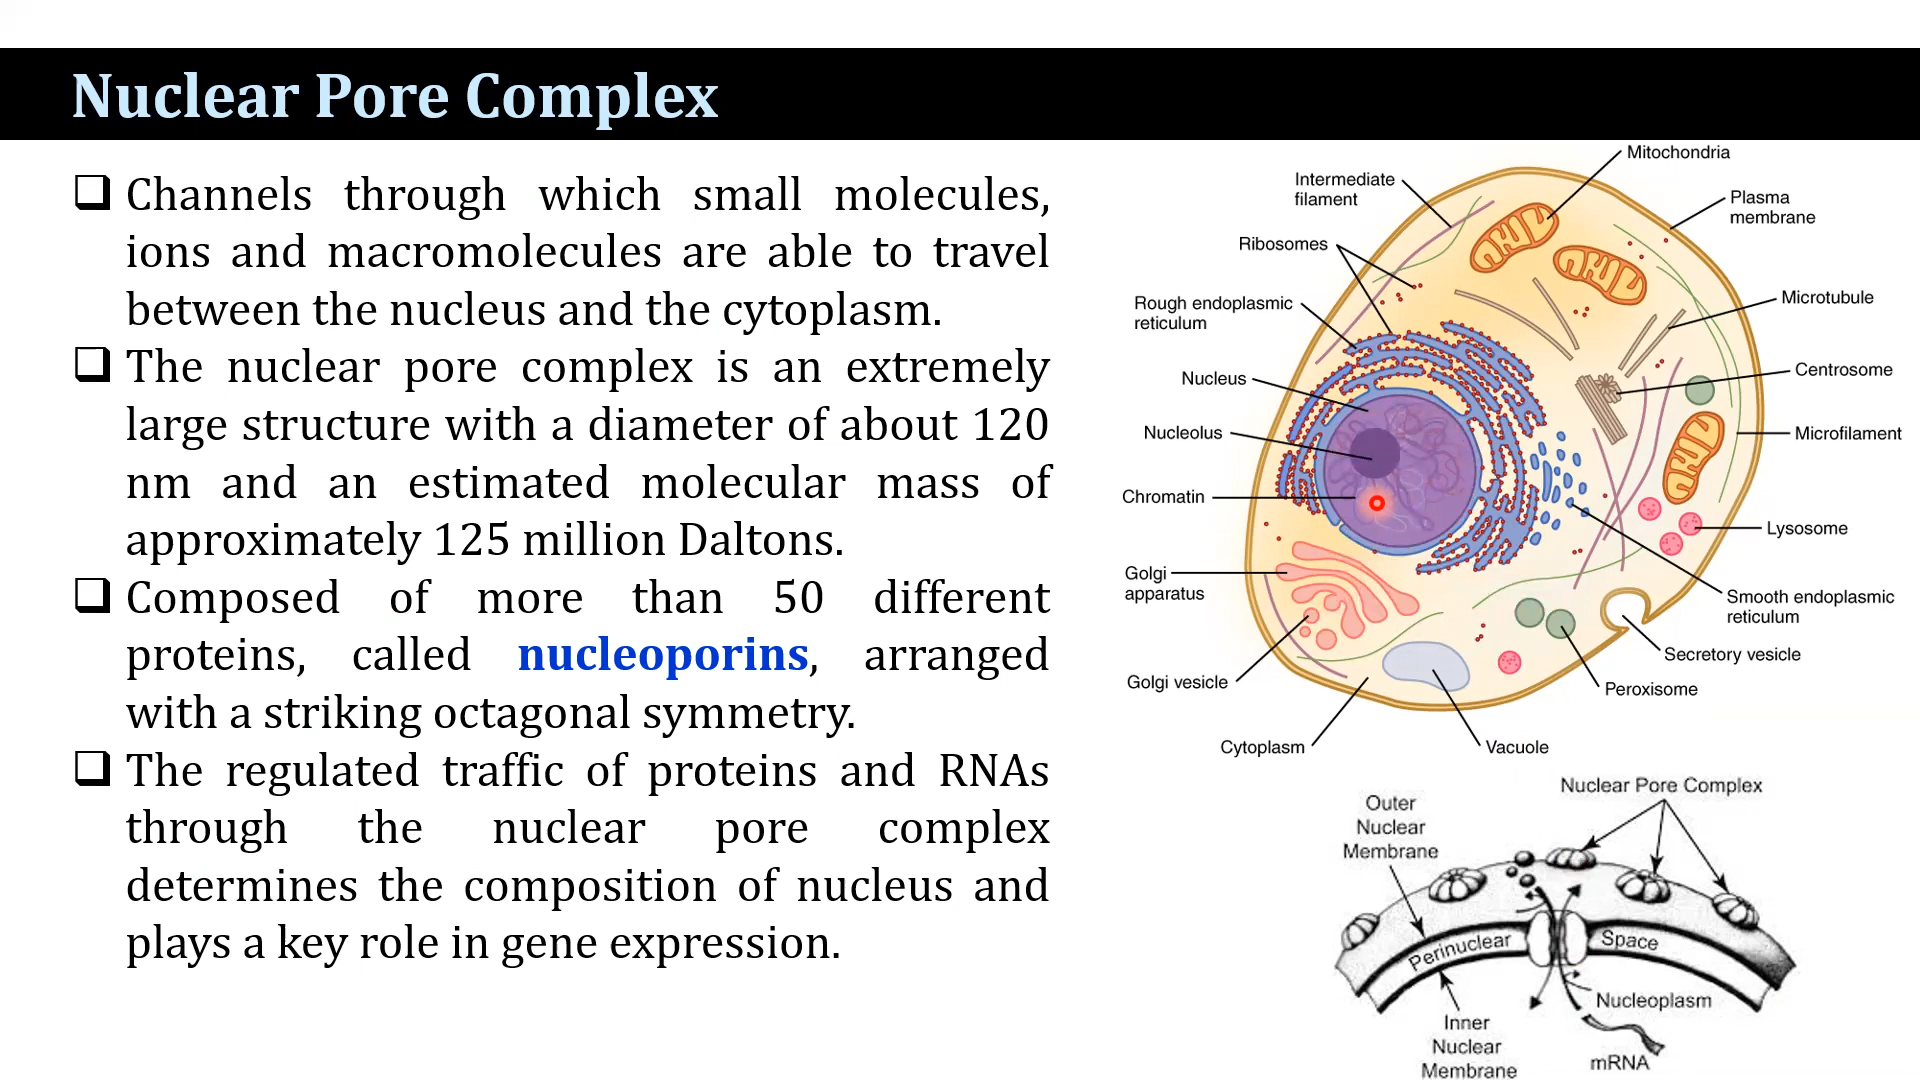 Nuclear Pore Complex
Channels through which small molecules,
ions and macromolecules are able to travel
between the nucleus and the cytoplasm.
The nuclear pore complex is an extremely
large structure with a diameter of about 120
nm and an estimated molecular mass of
approximately 125 million Daltons.
Composed of more than 50 different
proteins, called nucleoporins, arranged
with a striking octagonal symmetry.
The regulated traffic of proteins and RNAs
through the nuclear pore complex
determines the composition of nucleus and
plays a key role in gene expression.
Mitochondria
Intermediate
filament
Plasma
membrane
Ribosomes
Rough endoplasmic
reticulum
Microtubule
Nucleus
Centrosome
Nucleolus
Microfilament
Chromatin
Lysosome
Golgi
apparatus
Smooth endoplasmic
reticulum
Secretory vesicle
Golgi vesicle
Peroxisome
Cytoplasm
Vacuole
Nuclear Pore Complex
Outer
Nuclear
Membrane
Perinuclear
Space
Nucleoplasm
Inner
Nuclear
Membrane
mRNA